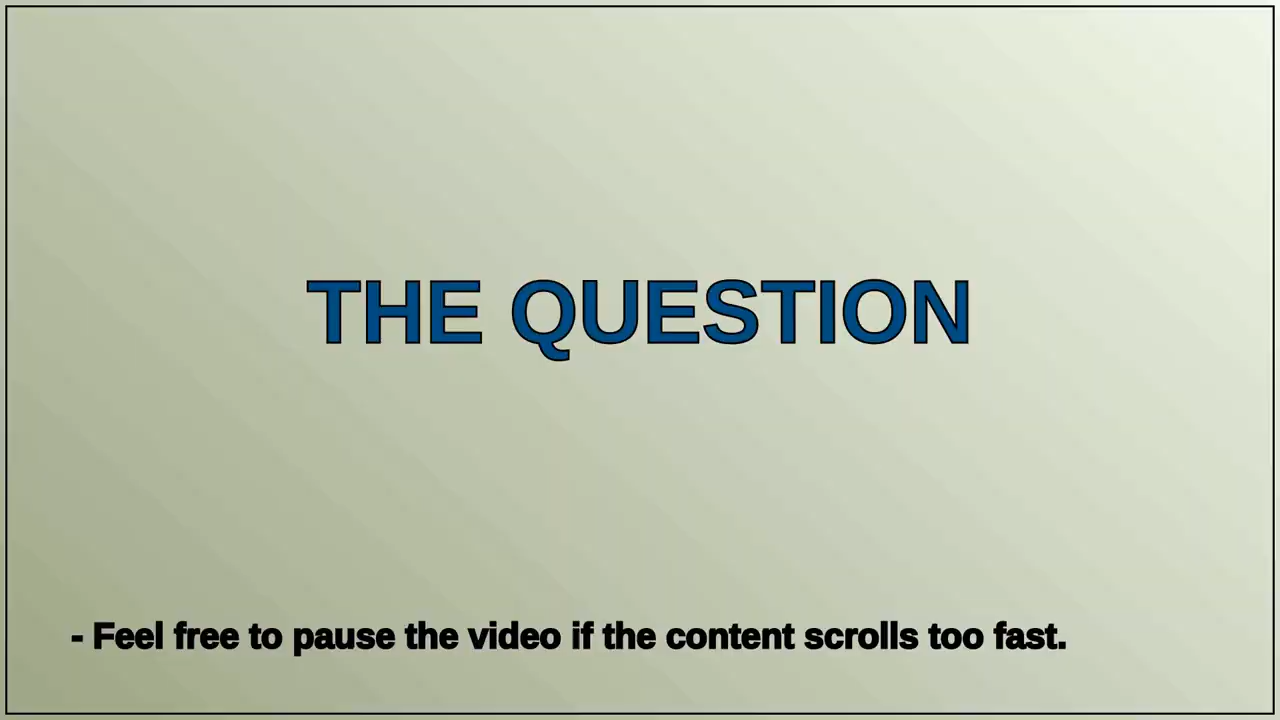 THE QUESTION
- Feel free to pause the video if the content scrolls too fast.